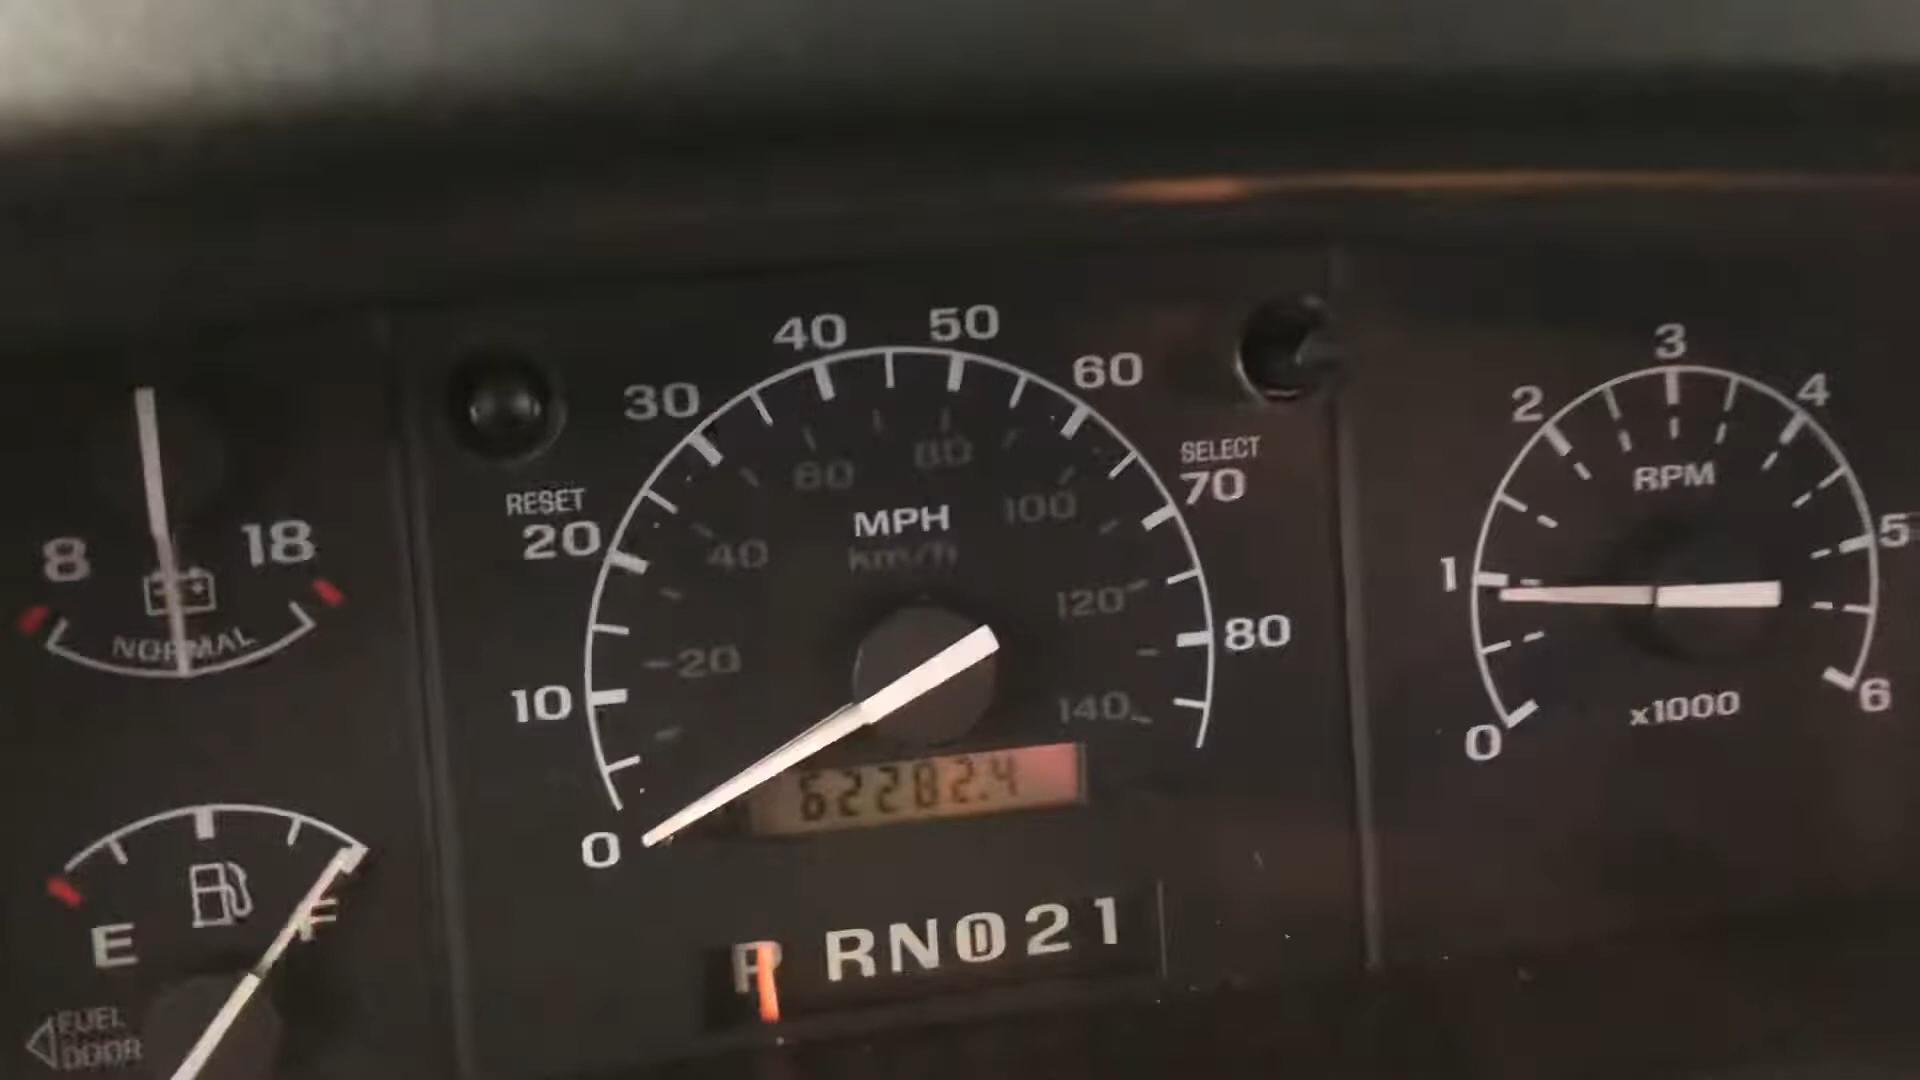 40 50
30 60
3
2 4
SELECT
RESET 70
20
60 80
100
RPM
MPH
km/h
40
8 18
1 5
120
NORMAL
20 80
10
140
x1000
0 6
62282.4
0
E F
P RND21
FUEL
DOOR